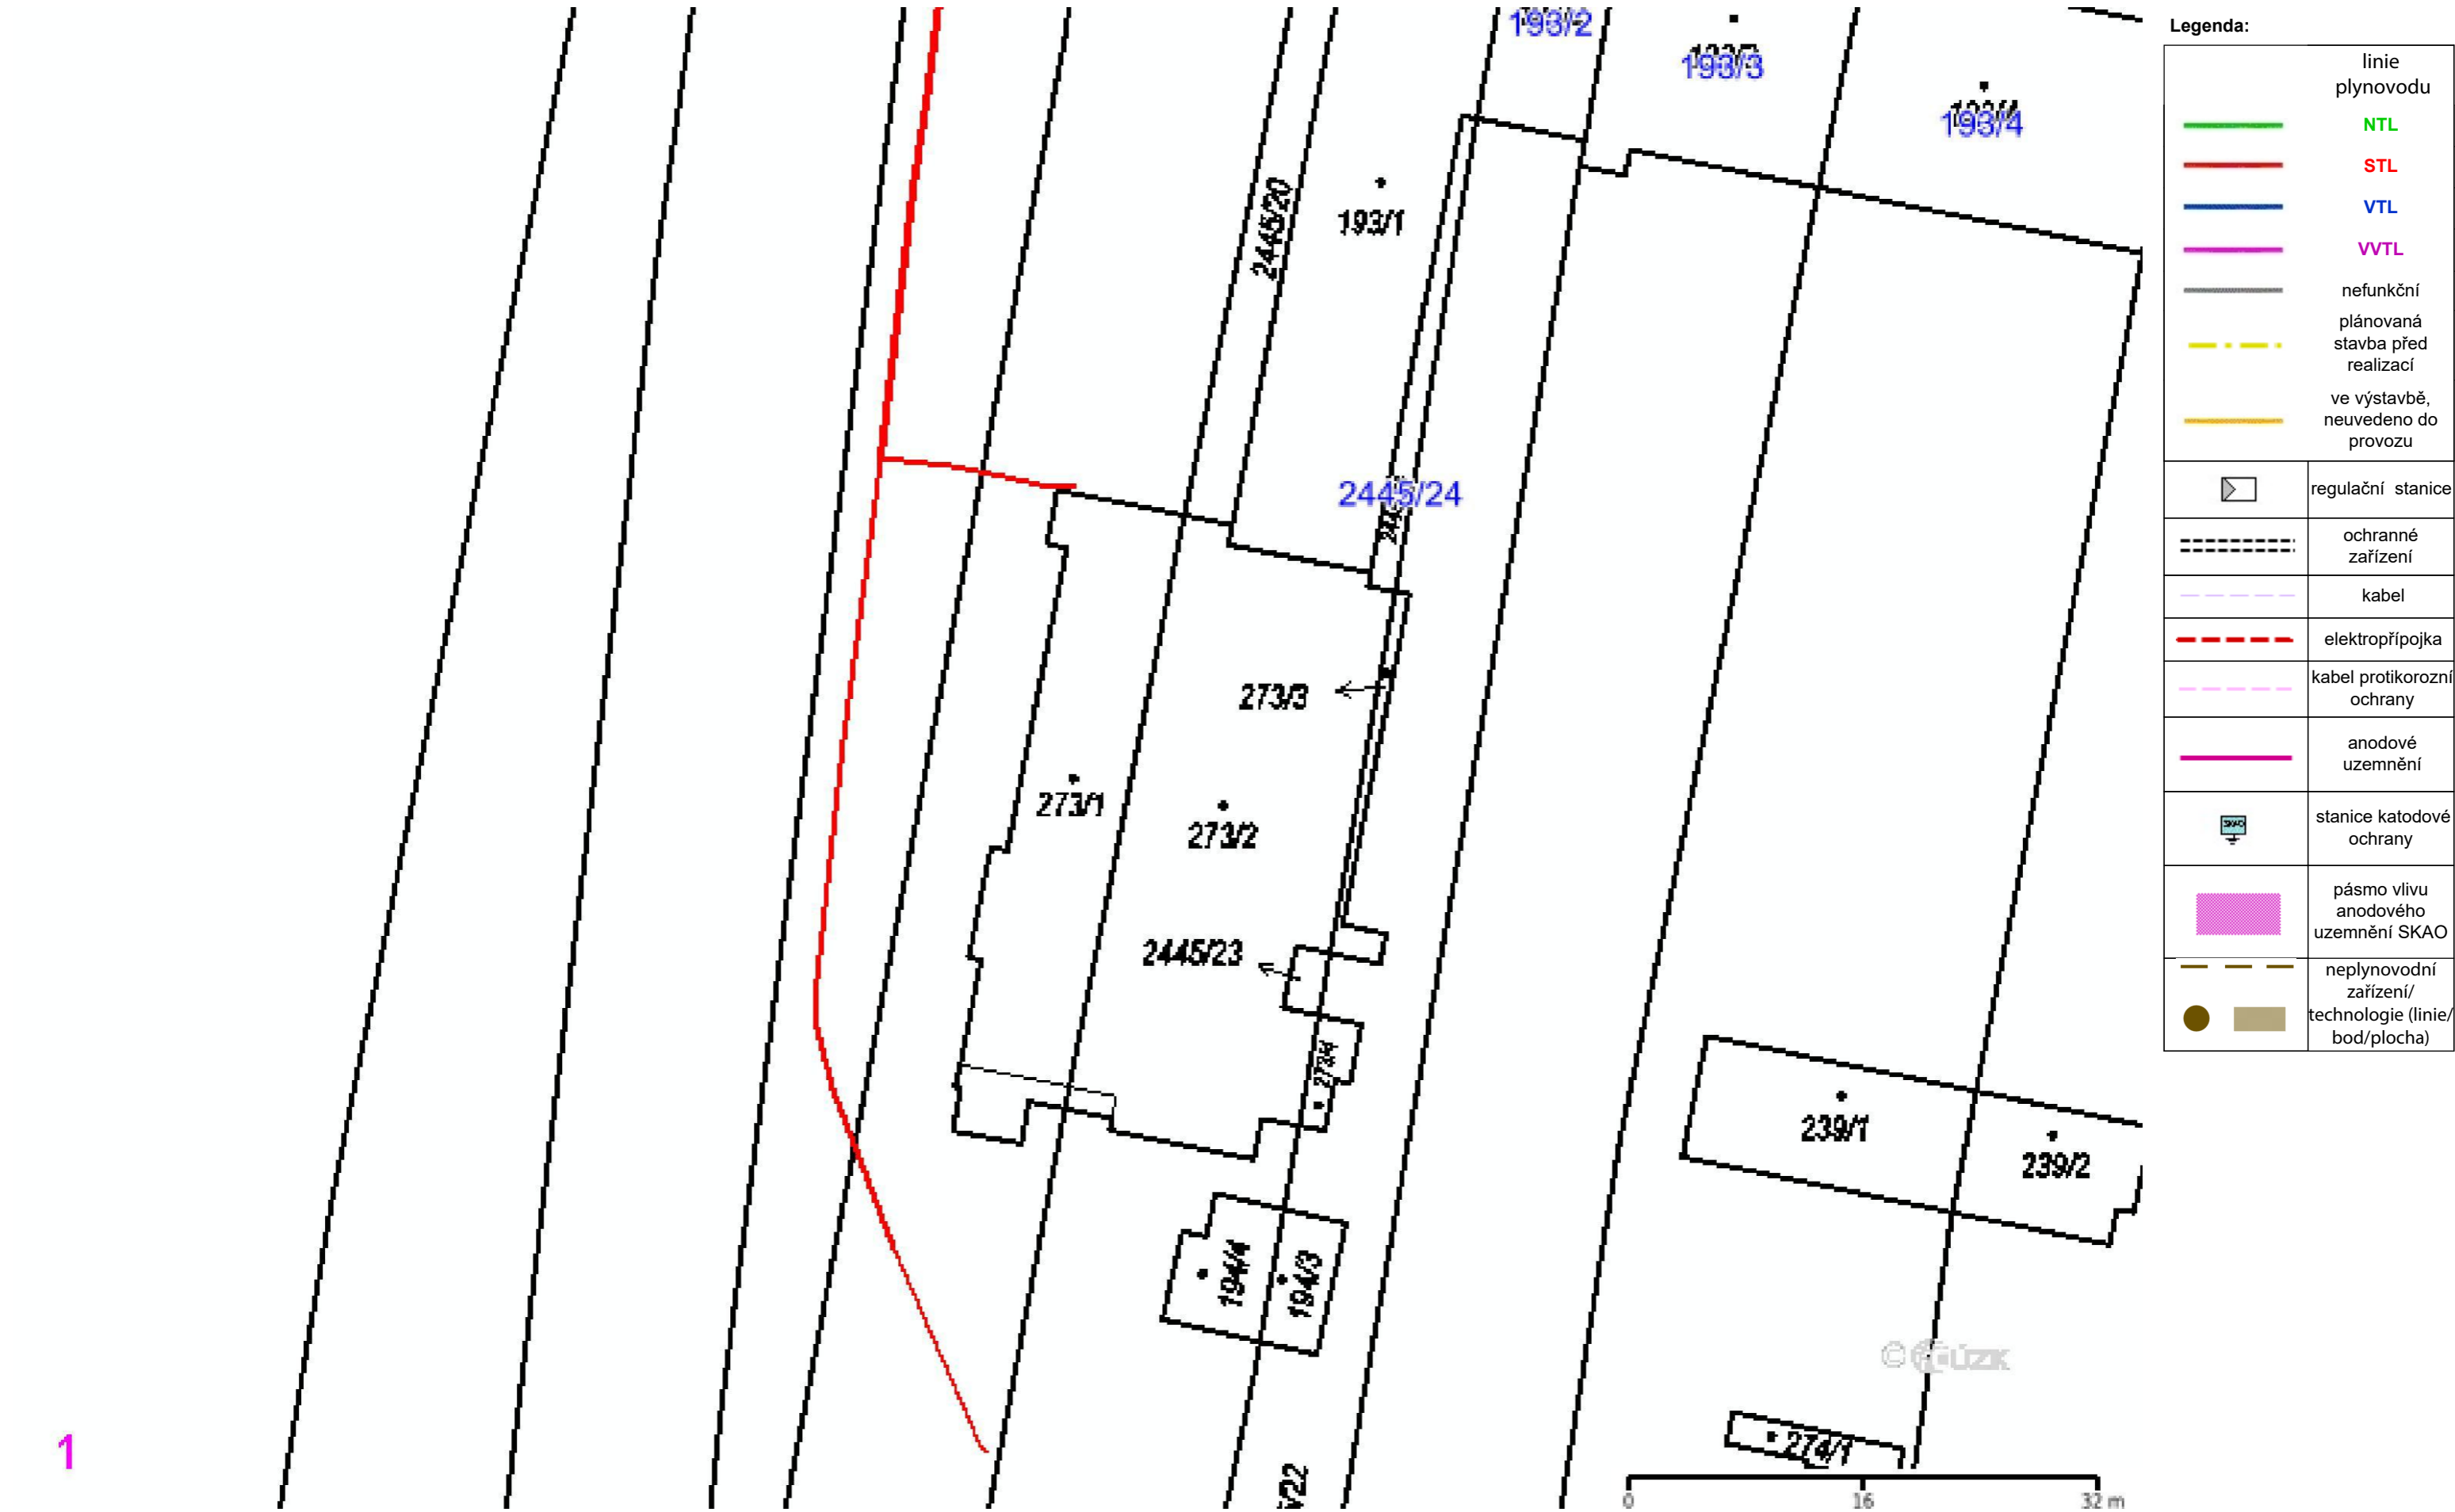 193/2
193/3
193/4
2445/20
193/1
2445/24
273/3
273/1
273/2
2445/23
273/4
239/1
239/2
194/4
194/3
274/1
1
0 16 32 m
Legenda:
linie
plynovodu
NTL
STL
VTL
VVTL
nefunkční
plánovaná
stavba před
realizací
ve výstavbě,
neuvedeno do
provozu
regulační stanice
ochranné
zařízení
kabel
elektropřípojka
kabel protikorozní
ochrany
anodové
uzemnění
SKAO
stanice katodové
ochrany
pásmo vlivu
anodového
uzemnění SKAO
neplynovodní
zařízení/
technologie (linie/
bod/plocha)